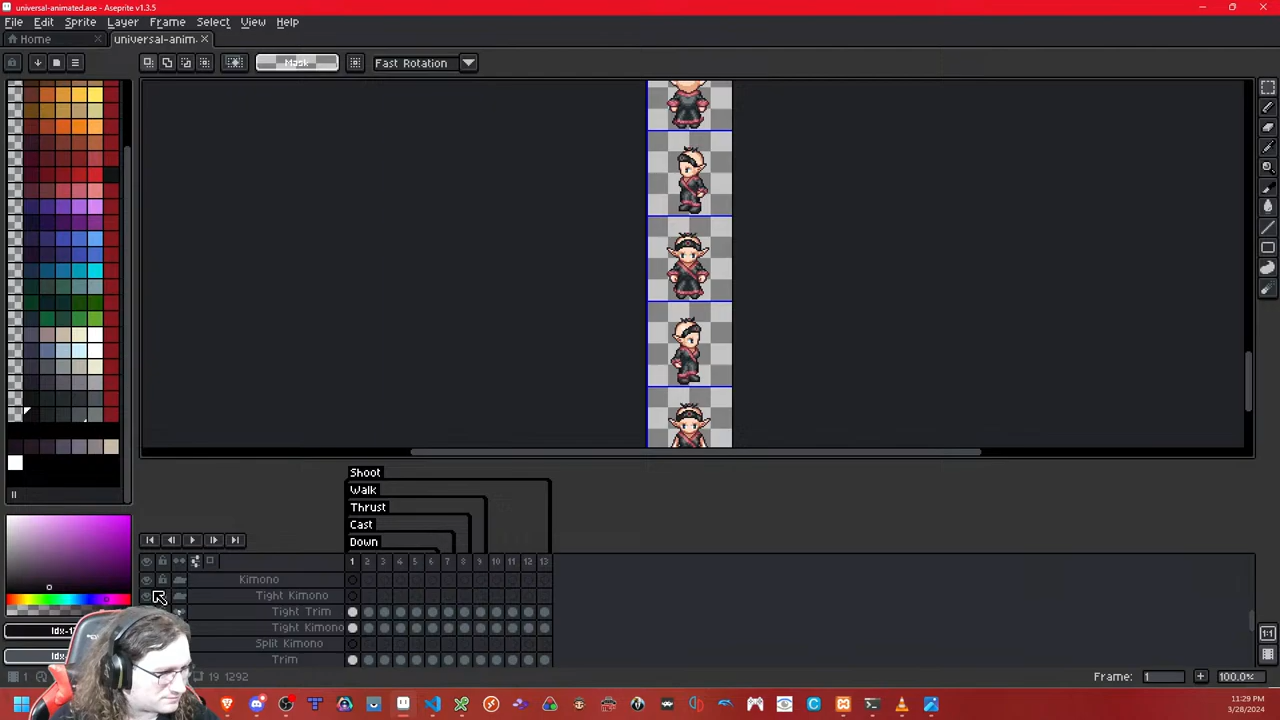 universal-animated.ase - Aseprite v1.3.5
File Edit Sprite Layer Frame Select View Help
Home universal-anim.
Mask Fast Rotation
Shoot
Walk
Thrust
Cast
Down
1 2 3 4 5 6 7 8 9 10 11 12 13
Kimono
Tight Kimono
Tight Trim
Tight Kimono
Split Kimono
Trim
19 1292
Frame: 1 100.0%
1:1
11:29 PM
3/28/2024